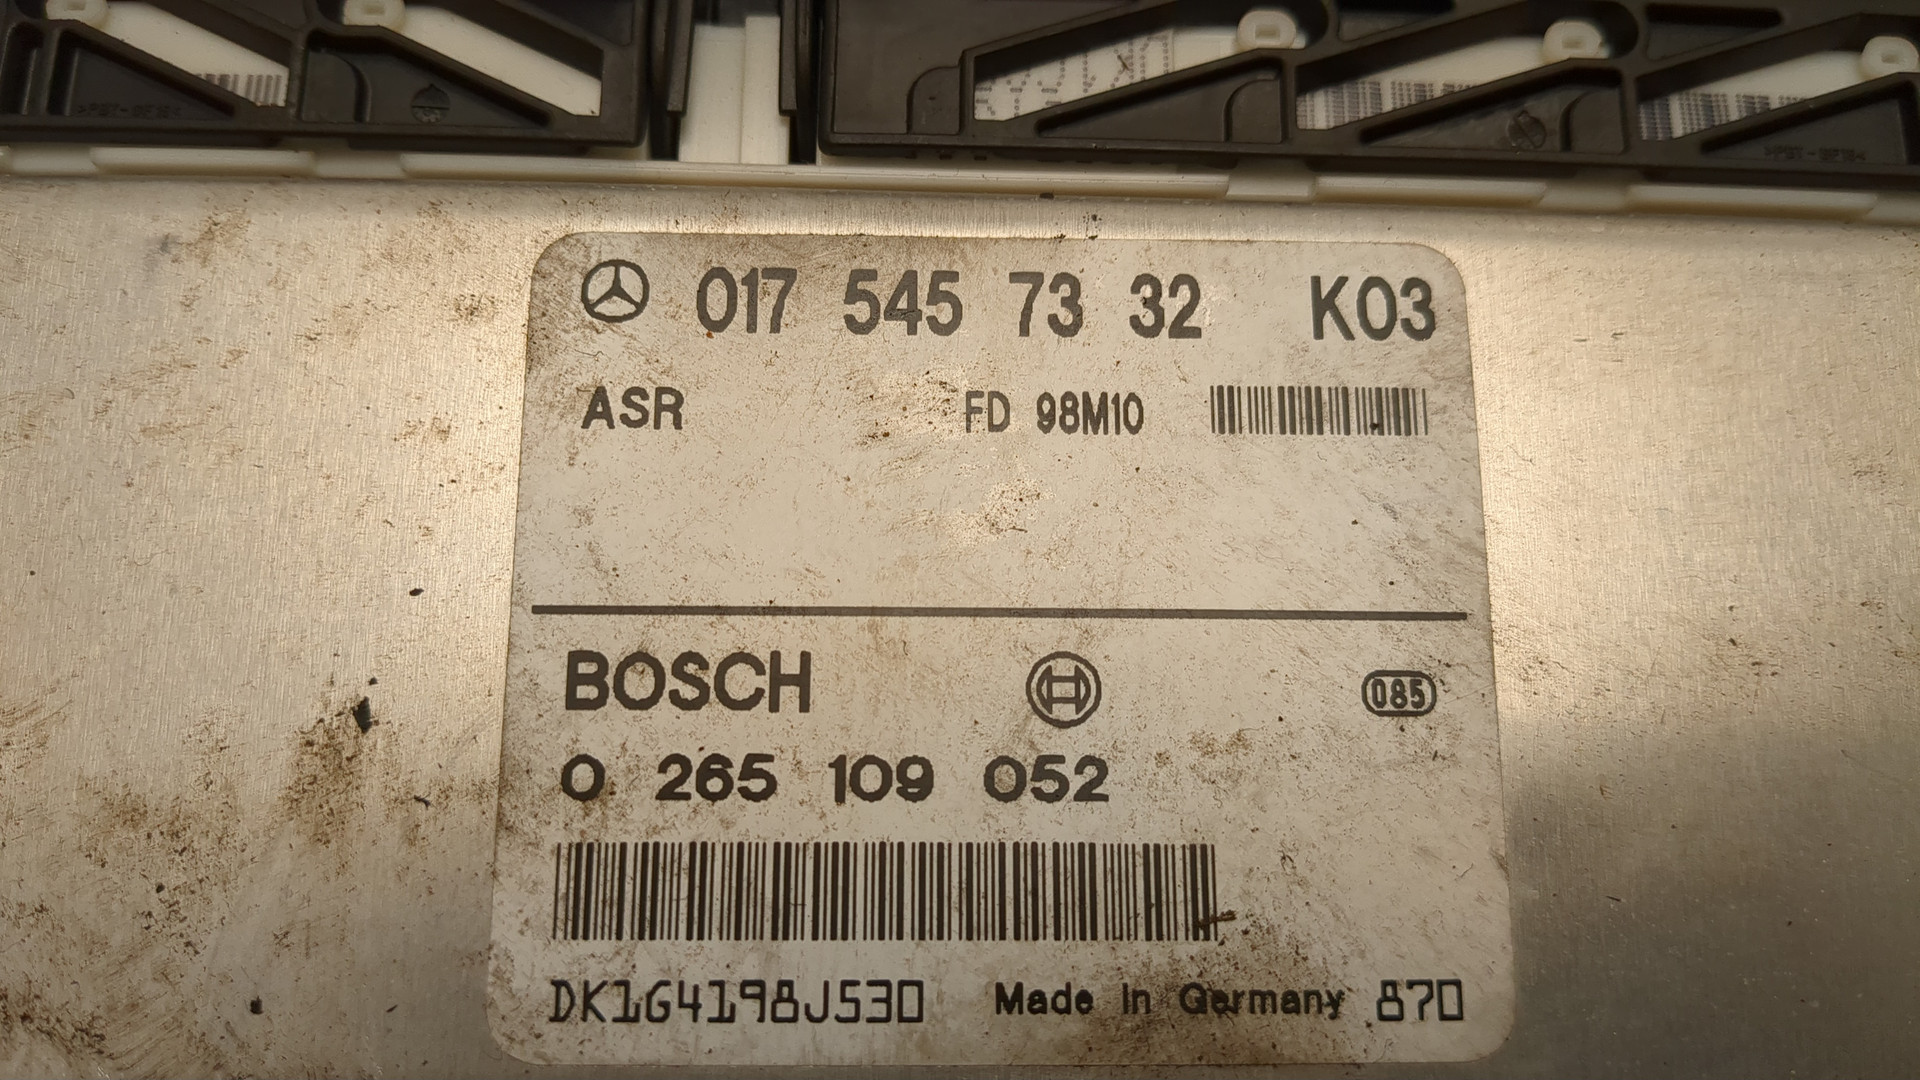 017 545 73 32 K03
ASR FD 98M10
BOSCH 085
0 265 109 052
DK1G4198J530 Made in Germany 870